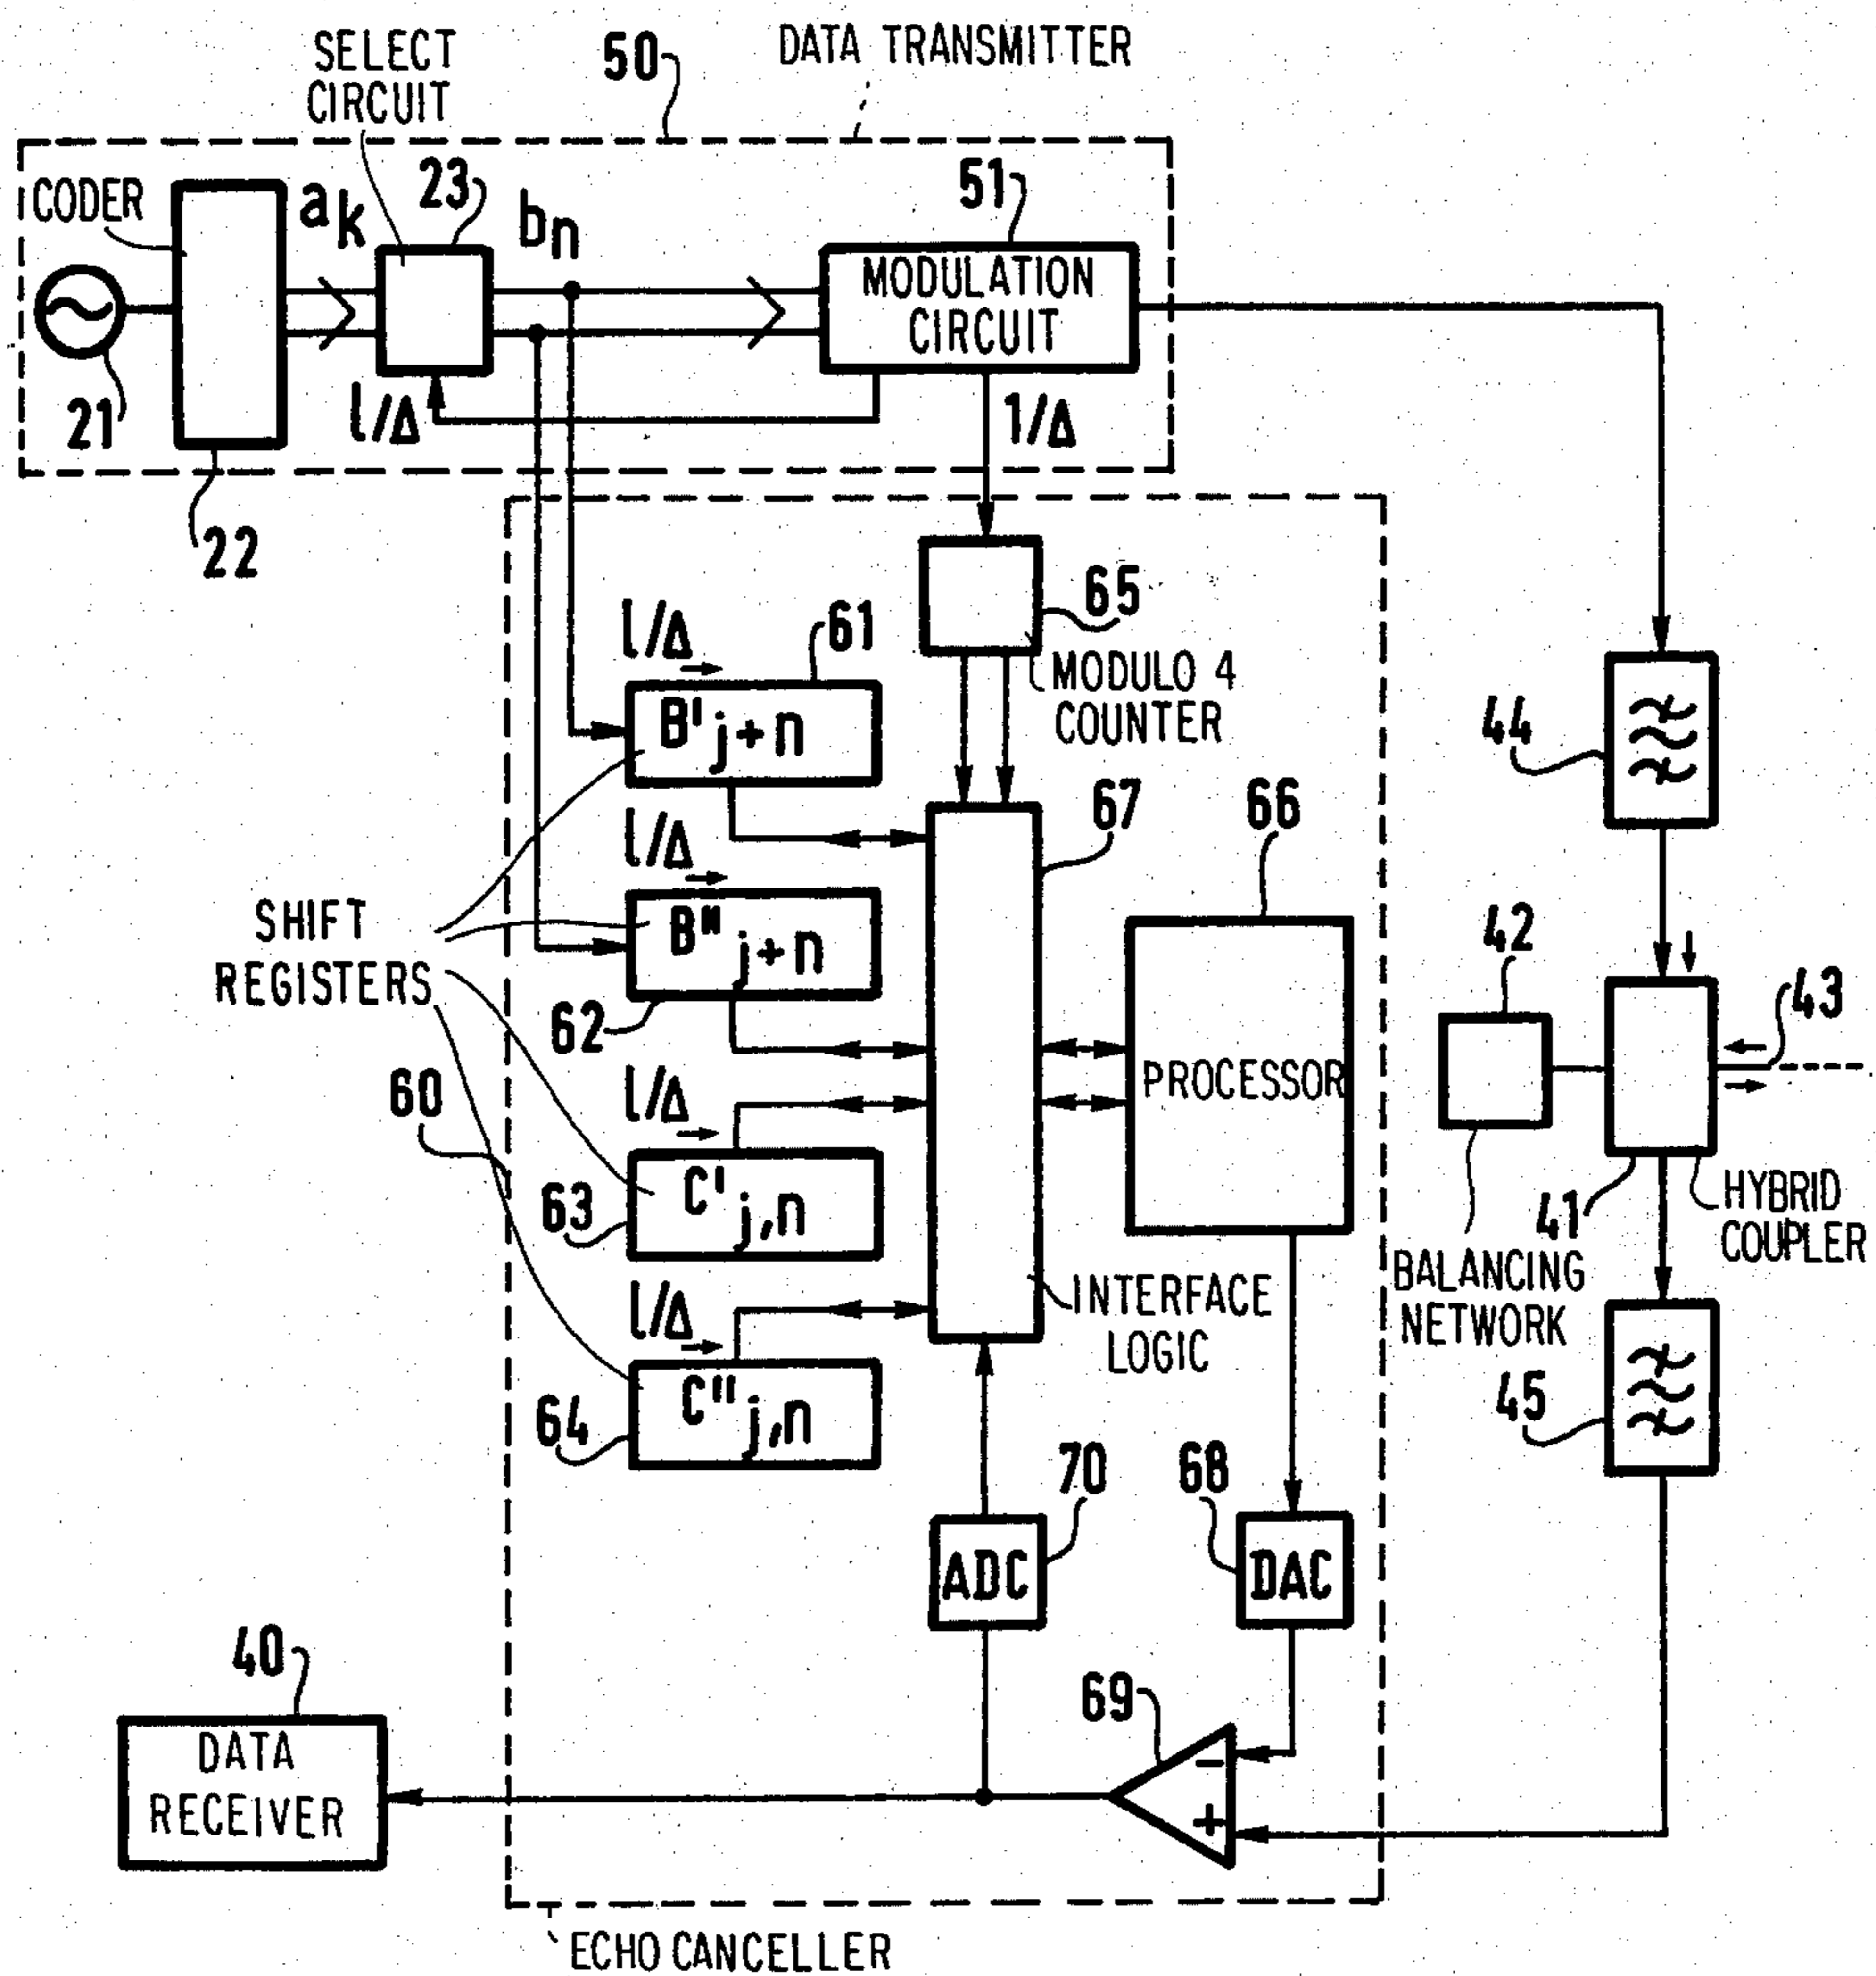 SELECT
CIRCUIT
50
DATA TRANSMITTER
CODER
a k
23
b n
51
MODULATION
CIRCUIT
21
l/Δ
1/Δ
22
65
MODULO 4
COUNTER
l/Δ
61
B' j+n
44
l/Δ
67
66
SHIFT
REGISTERS
B" j+n
62
42
43
PROCESSOR
60
l/Δ
C' j,n
63
41
HYBRID
COUPLER
BALANCING
NETWORK
INTERFACE
LOGIC
l/Δ
C" j,n
64
45
70
68
ADC
DAC
40
69
DATA
RECEIVER
−
+
ECHO CANCELLER